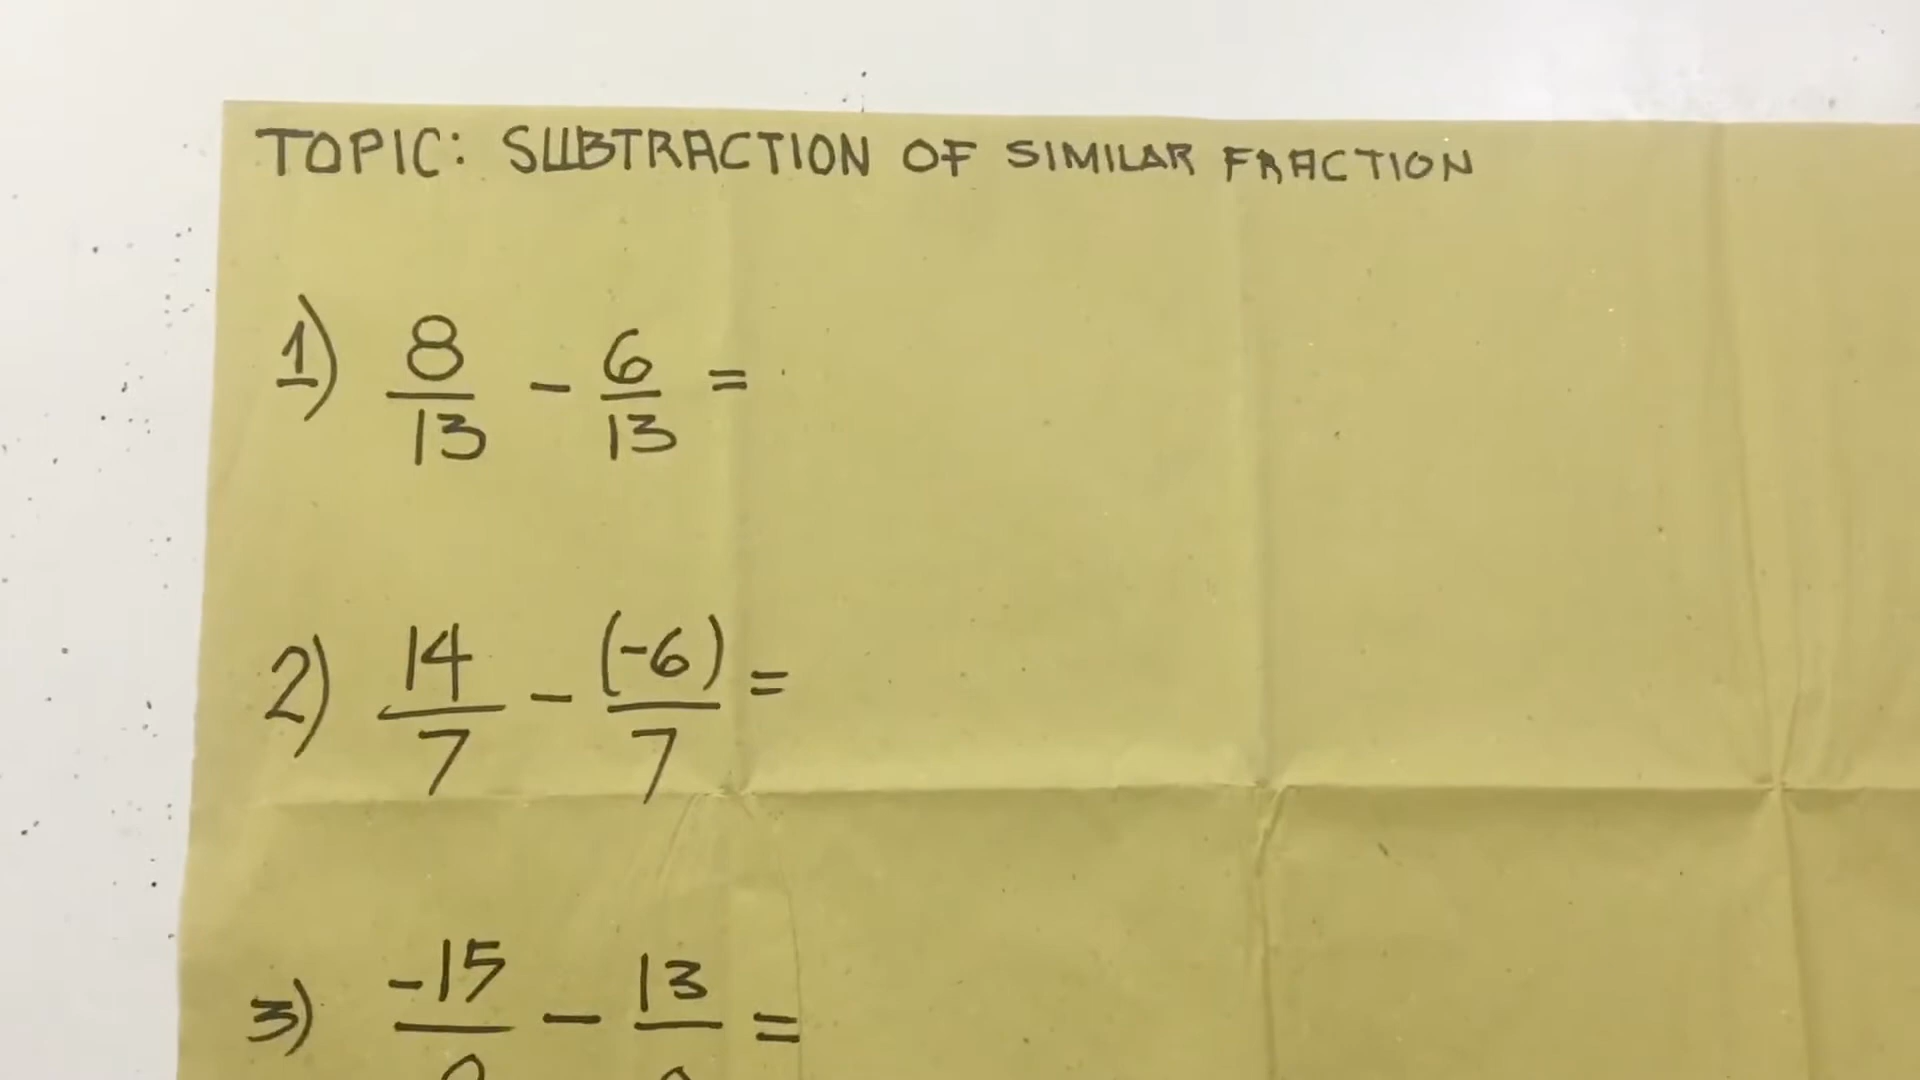 TOPIC: SUBTRACTION OF SIMILAR FRACTION
1) 8/13 - 6/13 =
2) 14/7 - (-6)/7 =
3) -15 - 13 =